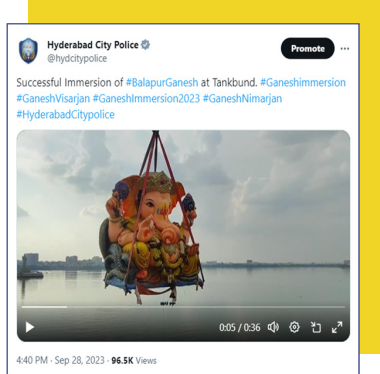 Hyderabad City Police
@hydcitypolice
Promote
Successful Immersion of #BalapurGanesh at Tankbund. #Ganeshimmersion
#GaneshVisarjan #GaneshImmersion2023 #GaneshNimarjan
#HyderabadCitypolice
0:05 / 0:36
4:40 PM · Sep 28, 2023 · 96.5K Views